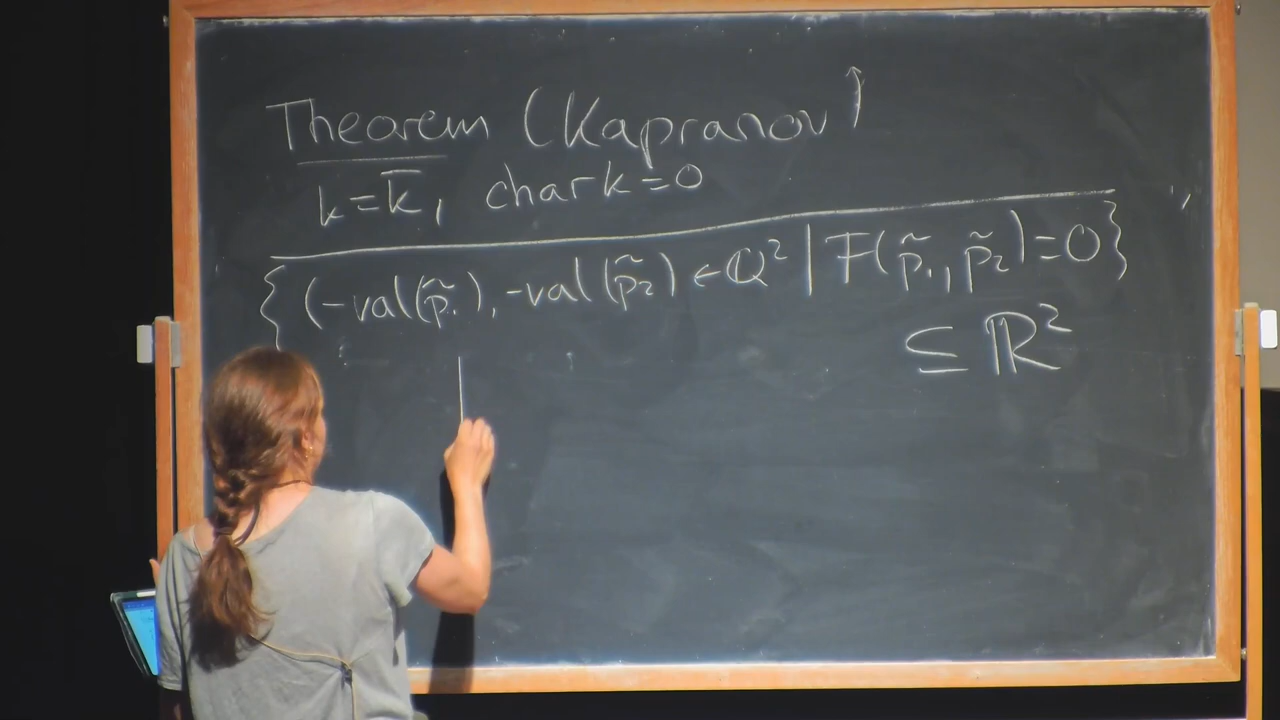 Theorem (Kapranov)
k=k̅, char k=0
{(-val(p̃₁), -val(p̃₂) ∈ ℚ² | F(p̃₁, p̃₂)=0}
⊆ ℝ²